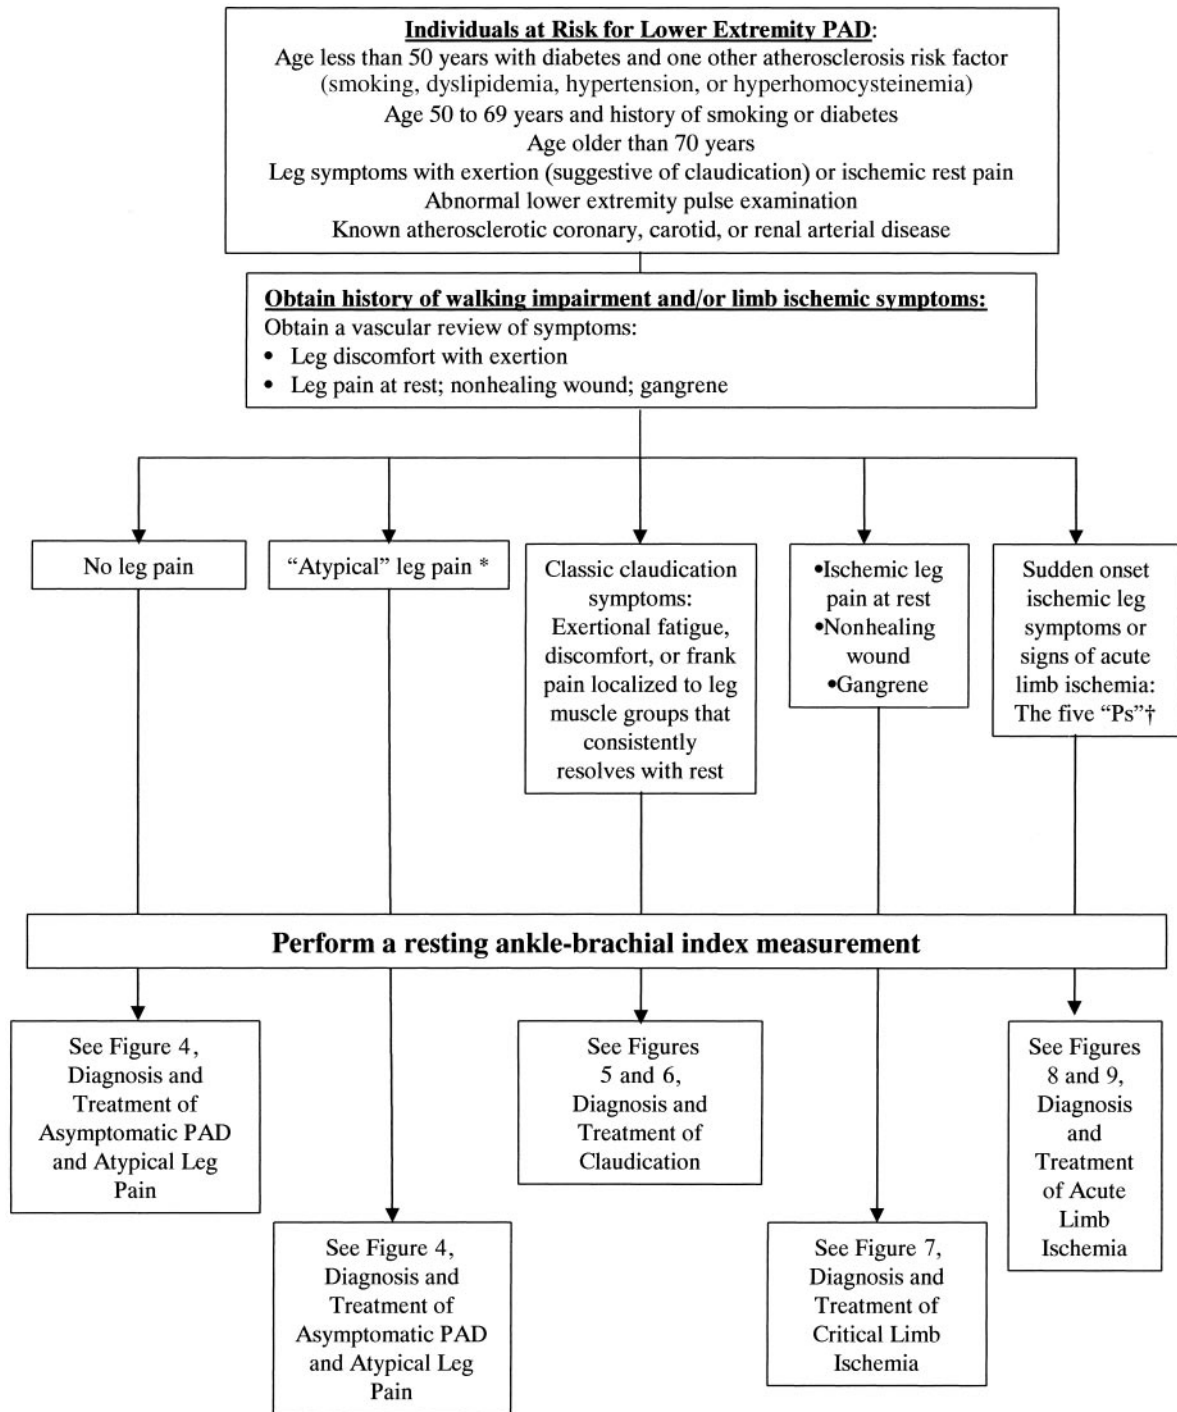 Individuals at Risk for Lower Extremity PAD:
Age less than 50 years with diabetes and one other atherosclerosis risk factor
(smoking, dyslipidemia, hypertension, or hyperhomocysteinemia)
Age 50 to 69 years and history of smoking or diabetes
Age older than 70 years
Leg symptoms with exertion (suggestive of claudication) or ischemic rest pain
Abnormal lower extremity pulse examination
Known atherosclerotic coronary, carotid, or renal arterial disease
Obtain history of walking impairment and/or limb ischemic symptoms:
Obtain a vascular review of symptoms:
• Leg discomfort with exertion
• Leg pain at rest; nonhealing wound; gangrene
No leg pain
“Atypical” leg pain *
Classic claudication
symptoms:
Exertional fatigue,
discomfort, or frank
pain localized to leg
muscle groups that
consistently
resolves with rest
•Ischemic leg
pain at rest
•Nonhealing
wound
•Gangrene
Sudden onset
ischemic leg
symptoms or
signs of acute
limb ischemia:
The five “Ps”†
Perform a resting ankle-brachial index measurement
See Figure 4,
Diagnosis and
Treatment of
Asymptomatic PAD
and Atypical Leg
Pain
See Figure 4,
Diagnosis and
Treatment of
Asymptomatic PAD
and Atypical Leg
Pain
See Figures
5 and 6,
Diagnosis and
Treatment of
Claudication
See Figure 7,
Diagnosis and
Treatment of
Critical Limb
Ischemia
See Figures
8 and 9,
Diagnosis
and
Treatment
of Acute
Limb
Ischemia